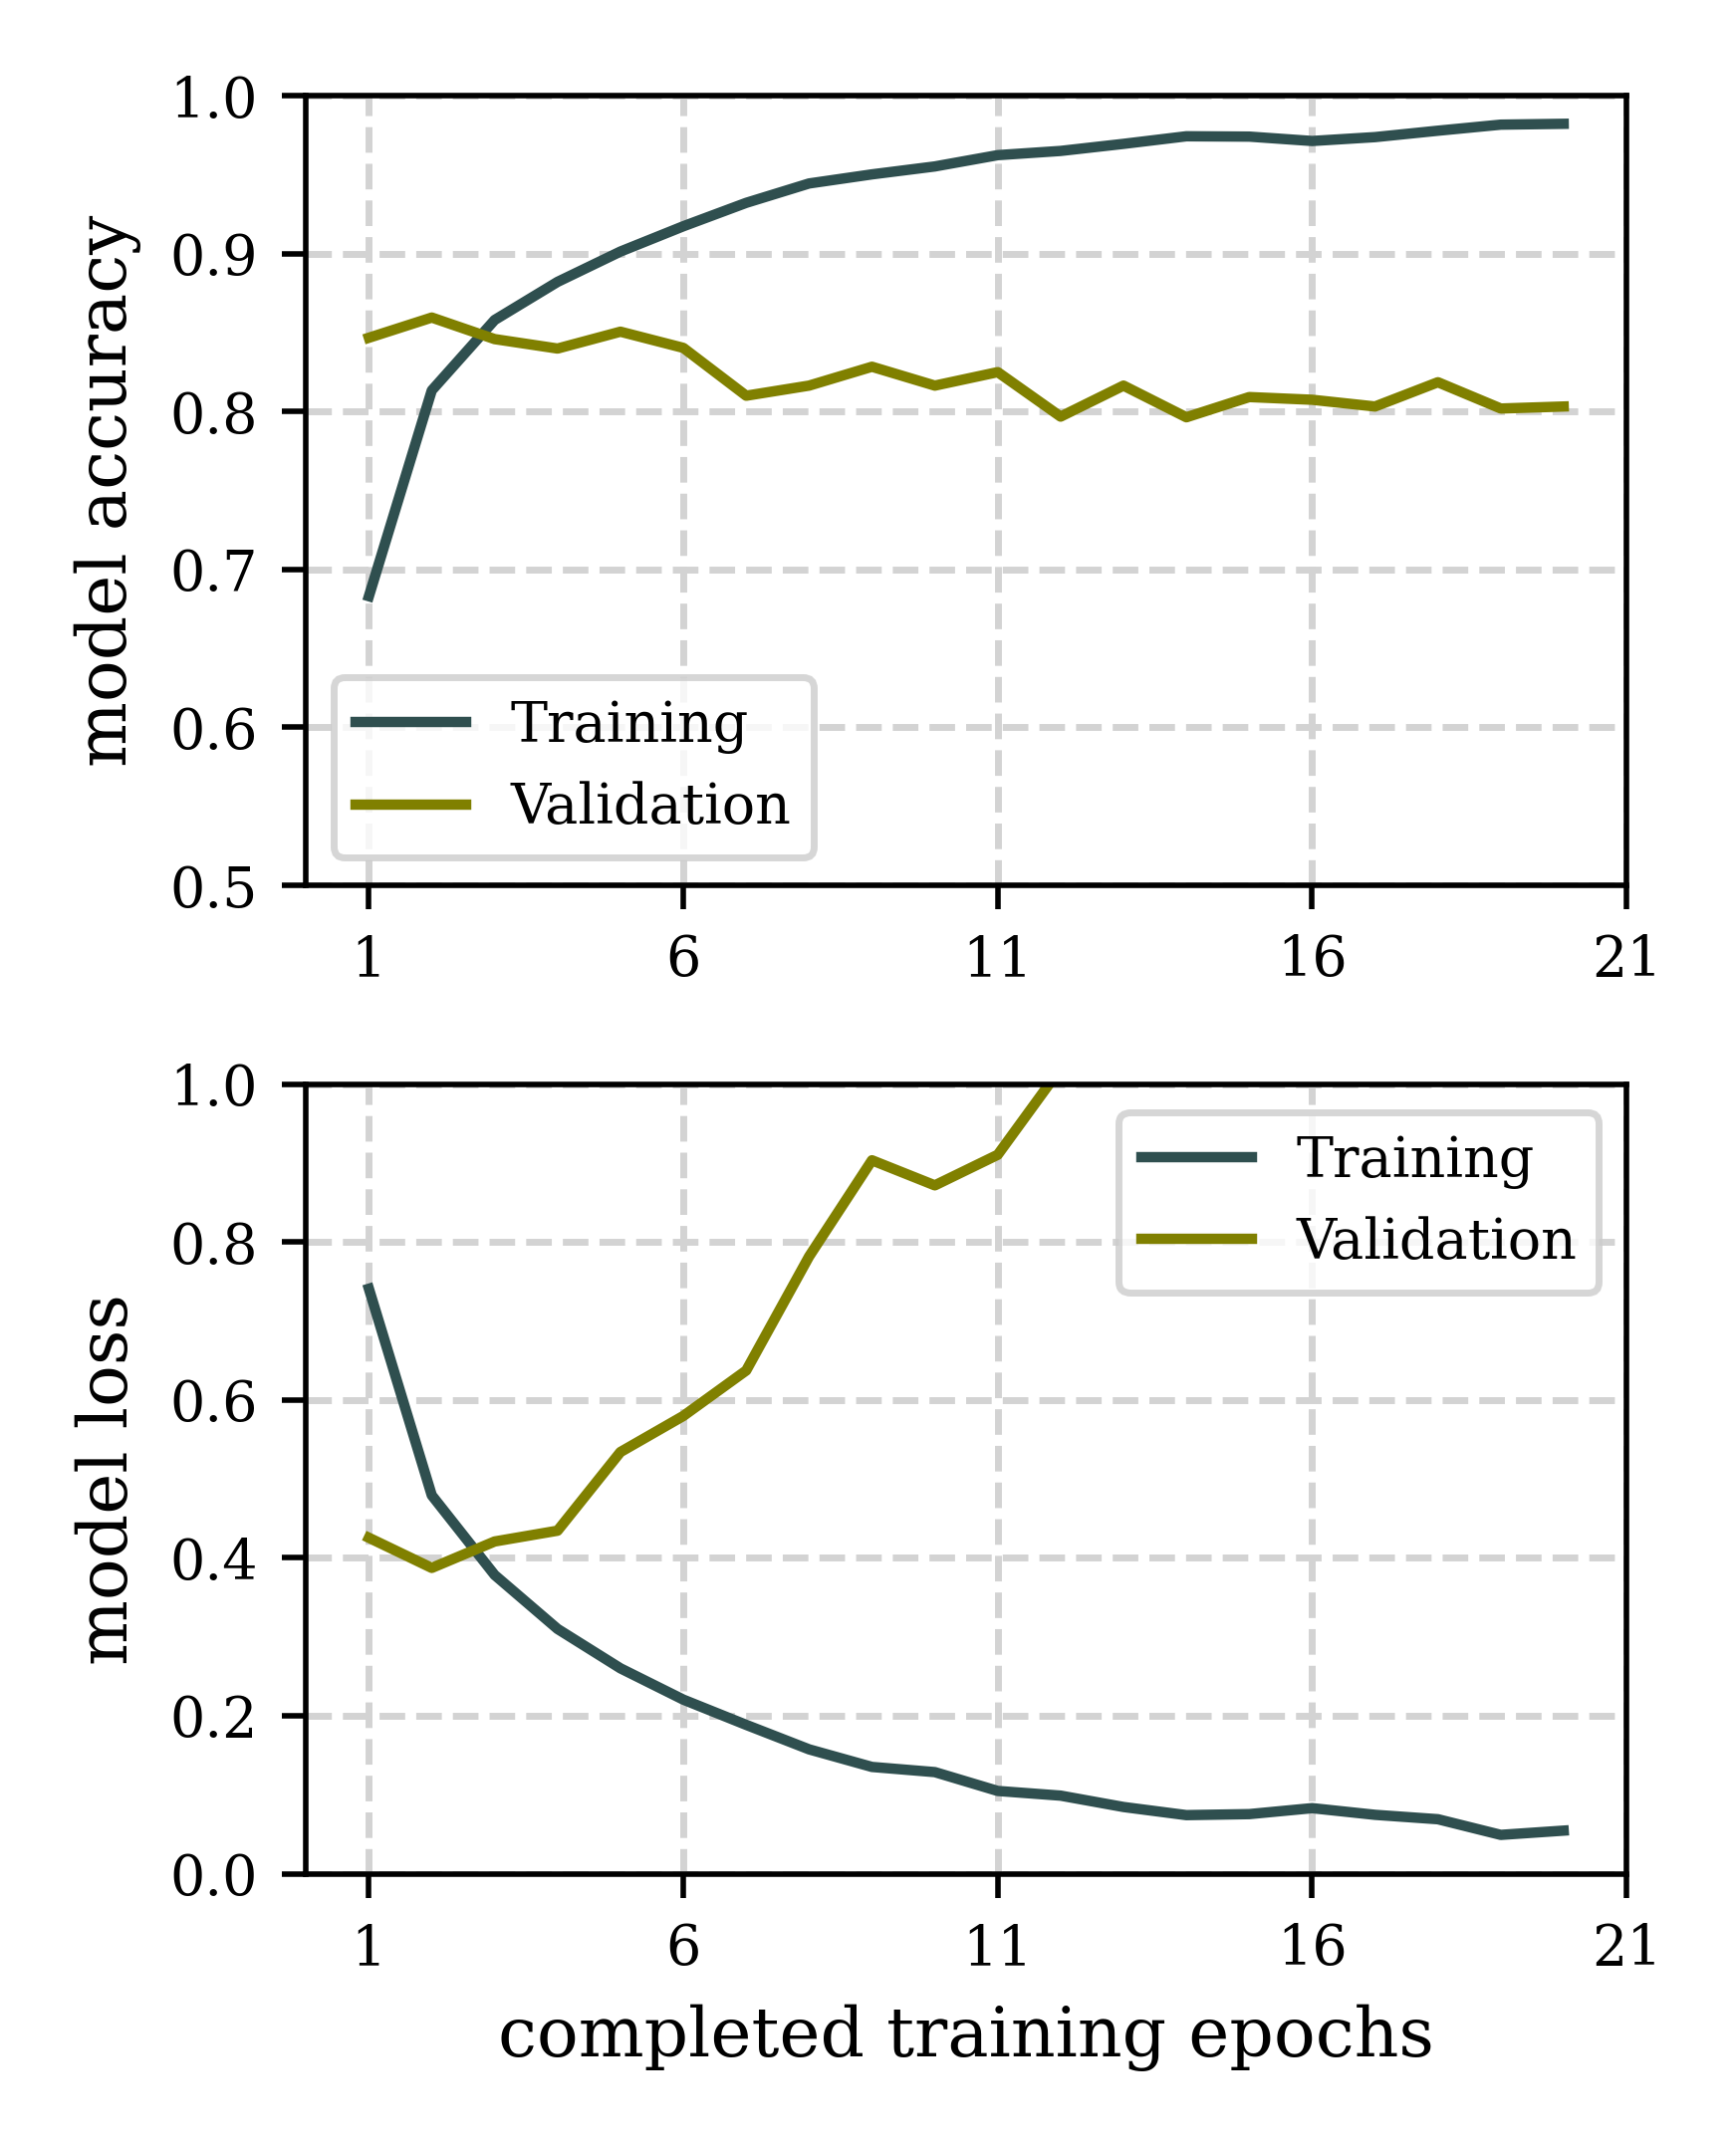 model accuracy
1.0
0.9
0.8
0.7
0.6
0.5
Training
Validation
1 6 11 16 21
model loss
1.0
0.8
0.6
0.4
0.2
0.0
Training
Validation
1 6 11 16 21
completed training epochs